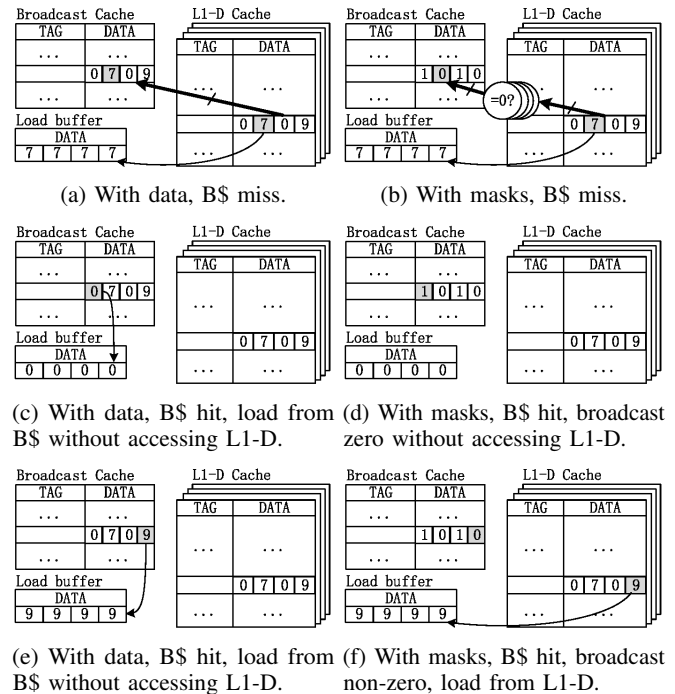 Broadcast Cache L1-D Cache
TAG DATA
... ...
0 7 0 9
... ...
TAG DATA
... ...
0 7 0 9
... ...
Load buffer
DATA
7 7 7 7
(a) With data, B$ miss.
Broadcast Cache L1-D Cache
TAG DATA
... ...
1 0 1 0
... ...
=0?
TAG DATA
... ...
0 7 0 9
... ...
Load buffer
DATA
7 7 7 7
(b) With masks, B$ miss.
Broadcast Cache L1-D Cache
TAG DATA
... ...
0 7 0 9
... ...
TAG DATA
... ...
0 7 0 9
... ...
Load buffer
DATA
0 0 0 0
(c) With data, B$ hit, load from
B$ without accessing L1-D.
Broadcast Cache L1-D Cache
TAG DATA
... ...
1 0 1 0
... ...
TAG DATA
... ...
0 7 0 9
... ...
Load buffer
DATA
0 0 0 0
(d) With masks, B$ hit, broadcast
zero without accessing L1-D.
Broadcast Cache L1-D Cache
TAG DATA
... ...
0 7 0 9
... ...
TAG DATA
... ...
0 7 0 9
... ...
Load buffer
DATA
9 9 9 9
(e) With data, B$ hit, load from
B$ without accessing L1-D.
Broadcast Cache L1-D Cache
TAG DATA
... ...
1 0 1 0
... ...
TAG DATA
... ...
0 7 0 9
... ...
Load buffer
DATA
9 9 9 9
(f) With masks, B$ hit, broadcast
non-zero, load from L1-D.